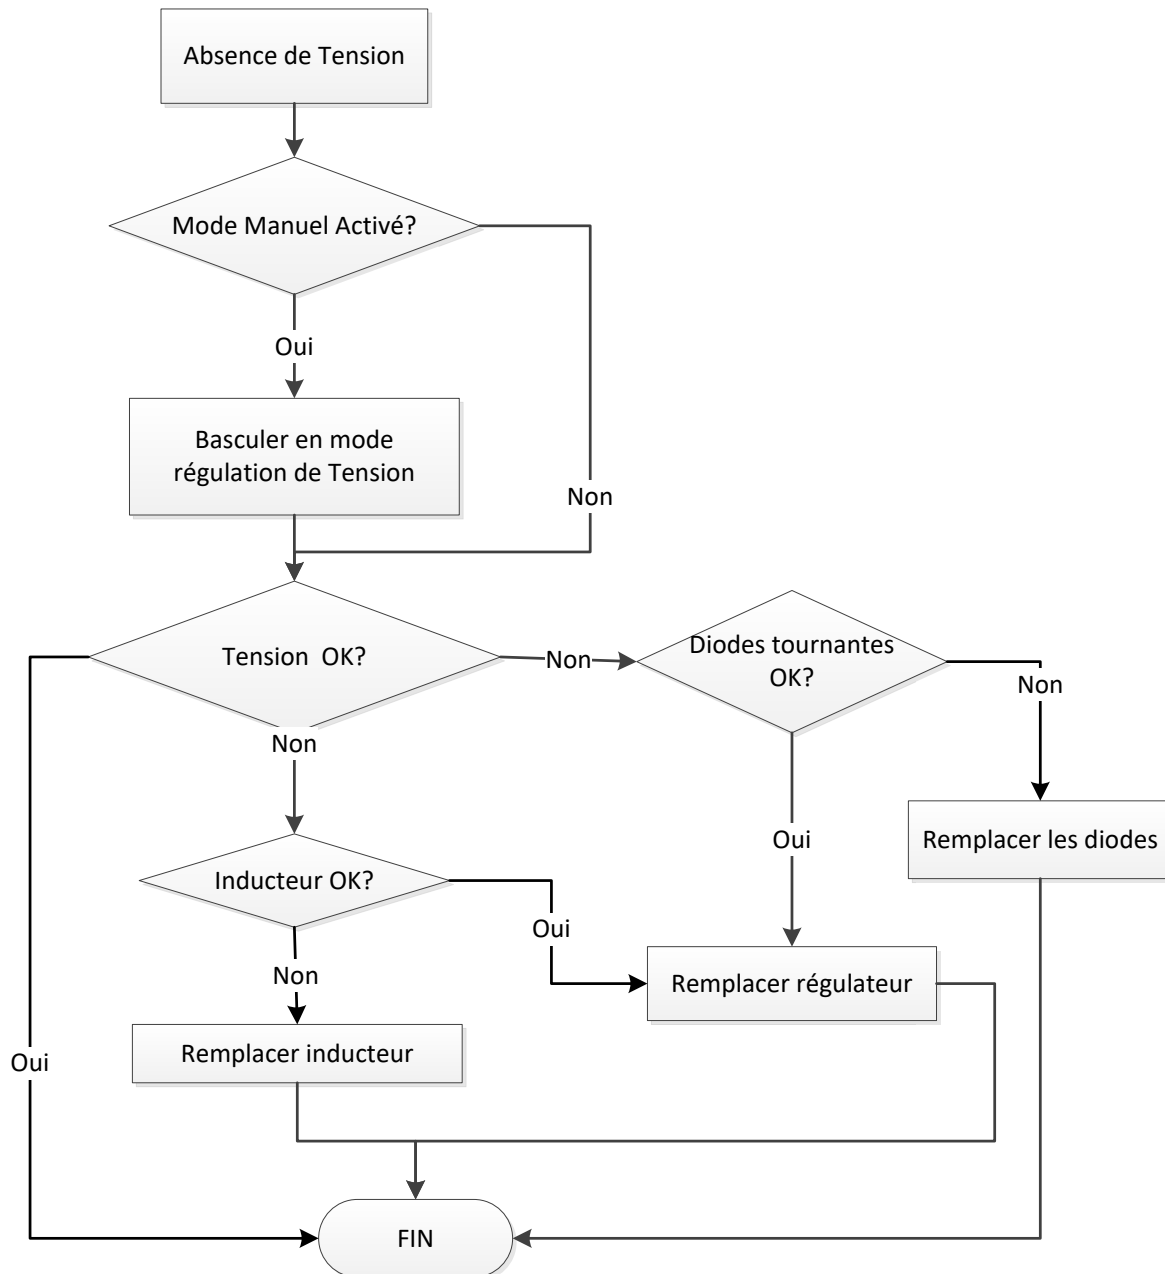 Absence de Tension
Mode Manuel Activé?
Oui
Basculer en mode
régulation de Tension
Non
Tension  OK?
Non
Diodes tournantes
OK?
Non
Non
Oui
Remplacer les diodes
Inducteur OK?
Oui
Non
Remplacer régulateur
Remplacer inducteur
Oui
FIN